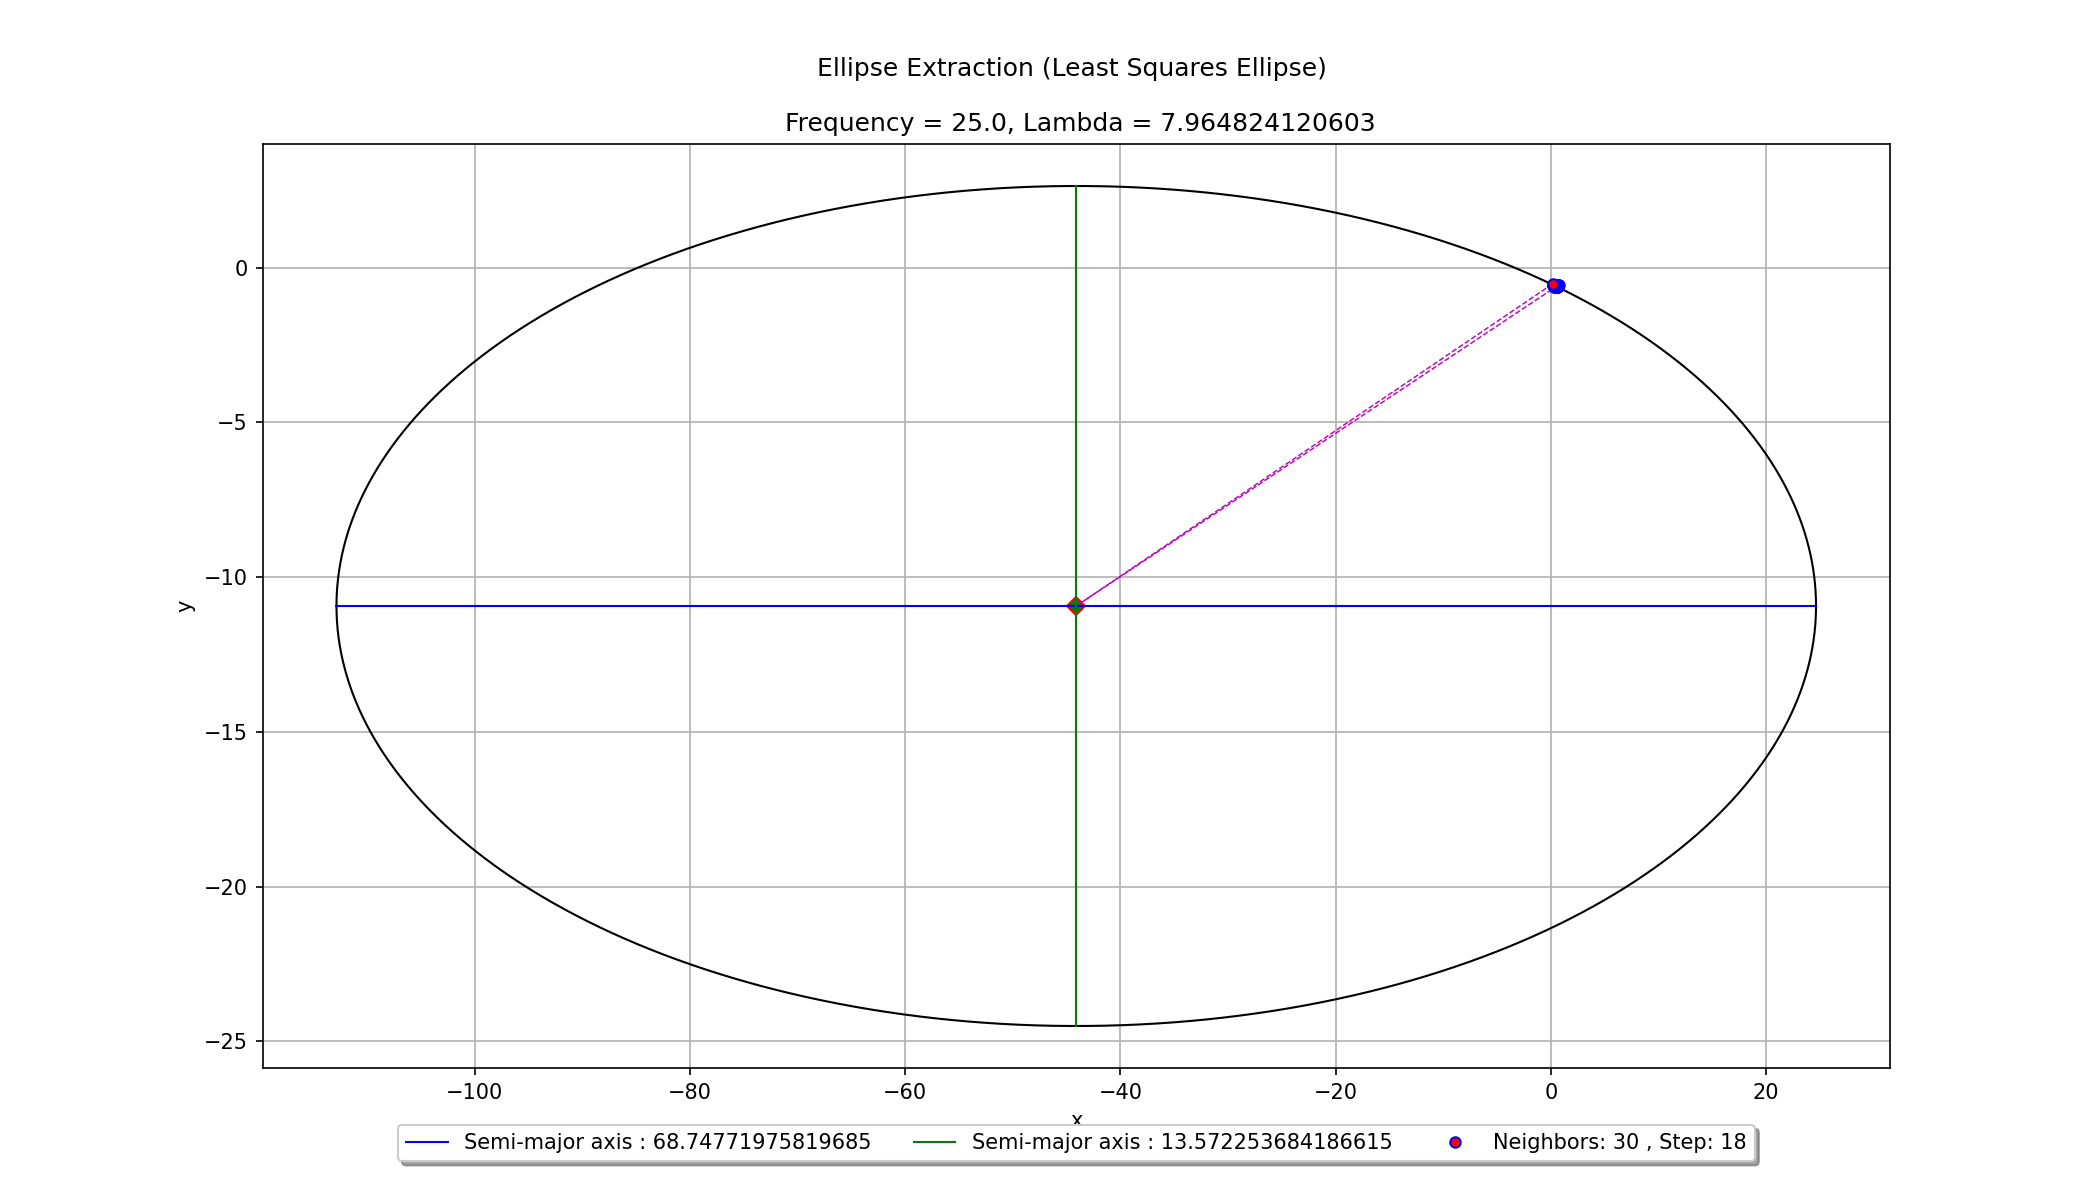 Ellipse Extraction (Least Squares Ellipse)
Frequency = 25.0, Lambda = 7.964824120603
y
0
−5
−10
−15
−20
−25
−100
−80
−60
−40
−20
0
20
x
Semi-major axis : 68.74771975819685
Semi-major axis : 13.572253684186615
Neighbors: 30 , Step: 18